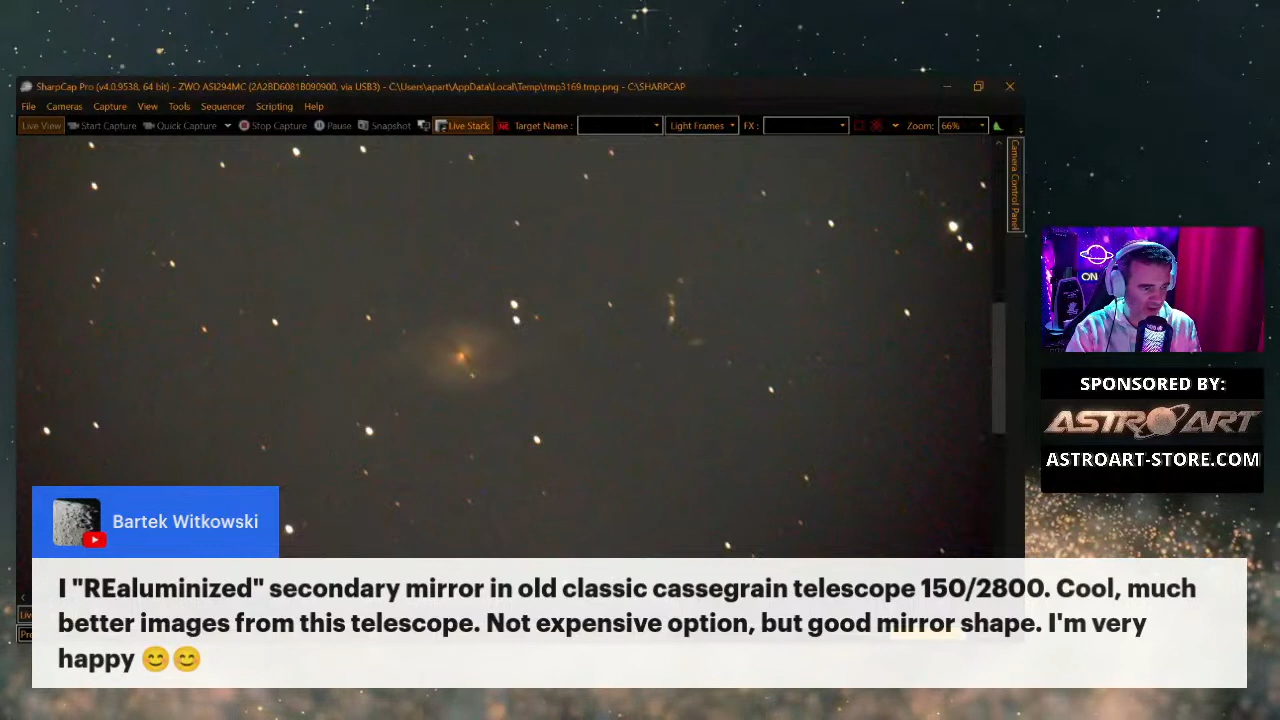 SharpCap Pro (v4.0.9538, 64 bit) - ZWO ASI294MC (2A2BD6081B090900, via USB3) - C:\Users\apart\AppData\Local\Temp\tmp3169.tmp.png - C:\SHARPCAP
File Cameras Capture View Tools Sequencer Scripting Help
Live View Start Capture Quick Capture Stop Capture Pause Snapshot Live Stack Target Name : Light Frames FX : Zoom: 66%
Camera Control Panel
ON
SPONSORED BY:
ASTROART
ASTROART-STORE.COM
Bartek Witkowski
I "REaluminized" secondary mirror in old classic cassegrain telescope 150/2800. Cool, much
better images from this telescope. Not expensive option, but good mirror shape. I'm very
happy 😊😊